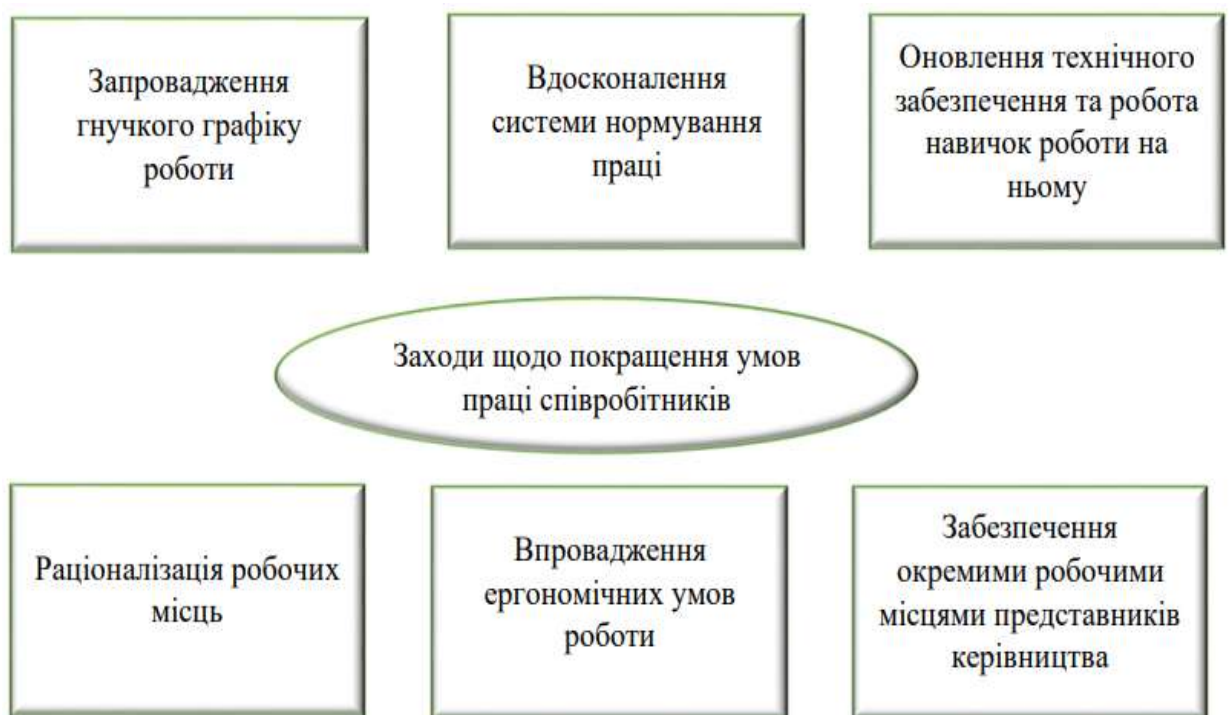 Запровадження
гнучкого графіку
роботи
Вдосконалення
системи нормування
праці
Оновлення технічного
забезпечення та робота
навичок роботи на
ньому
Заходи щодо покращення умов
праці співробітників
Раціоналізація робочих
місць
Впровадження
ергономічних умов
роботи
Забезпечення
окремими робочими
місцями представників
керівництва